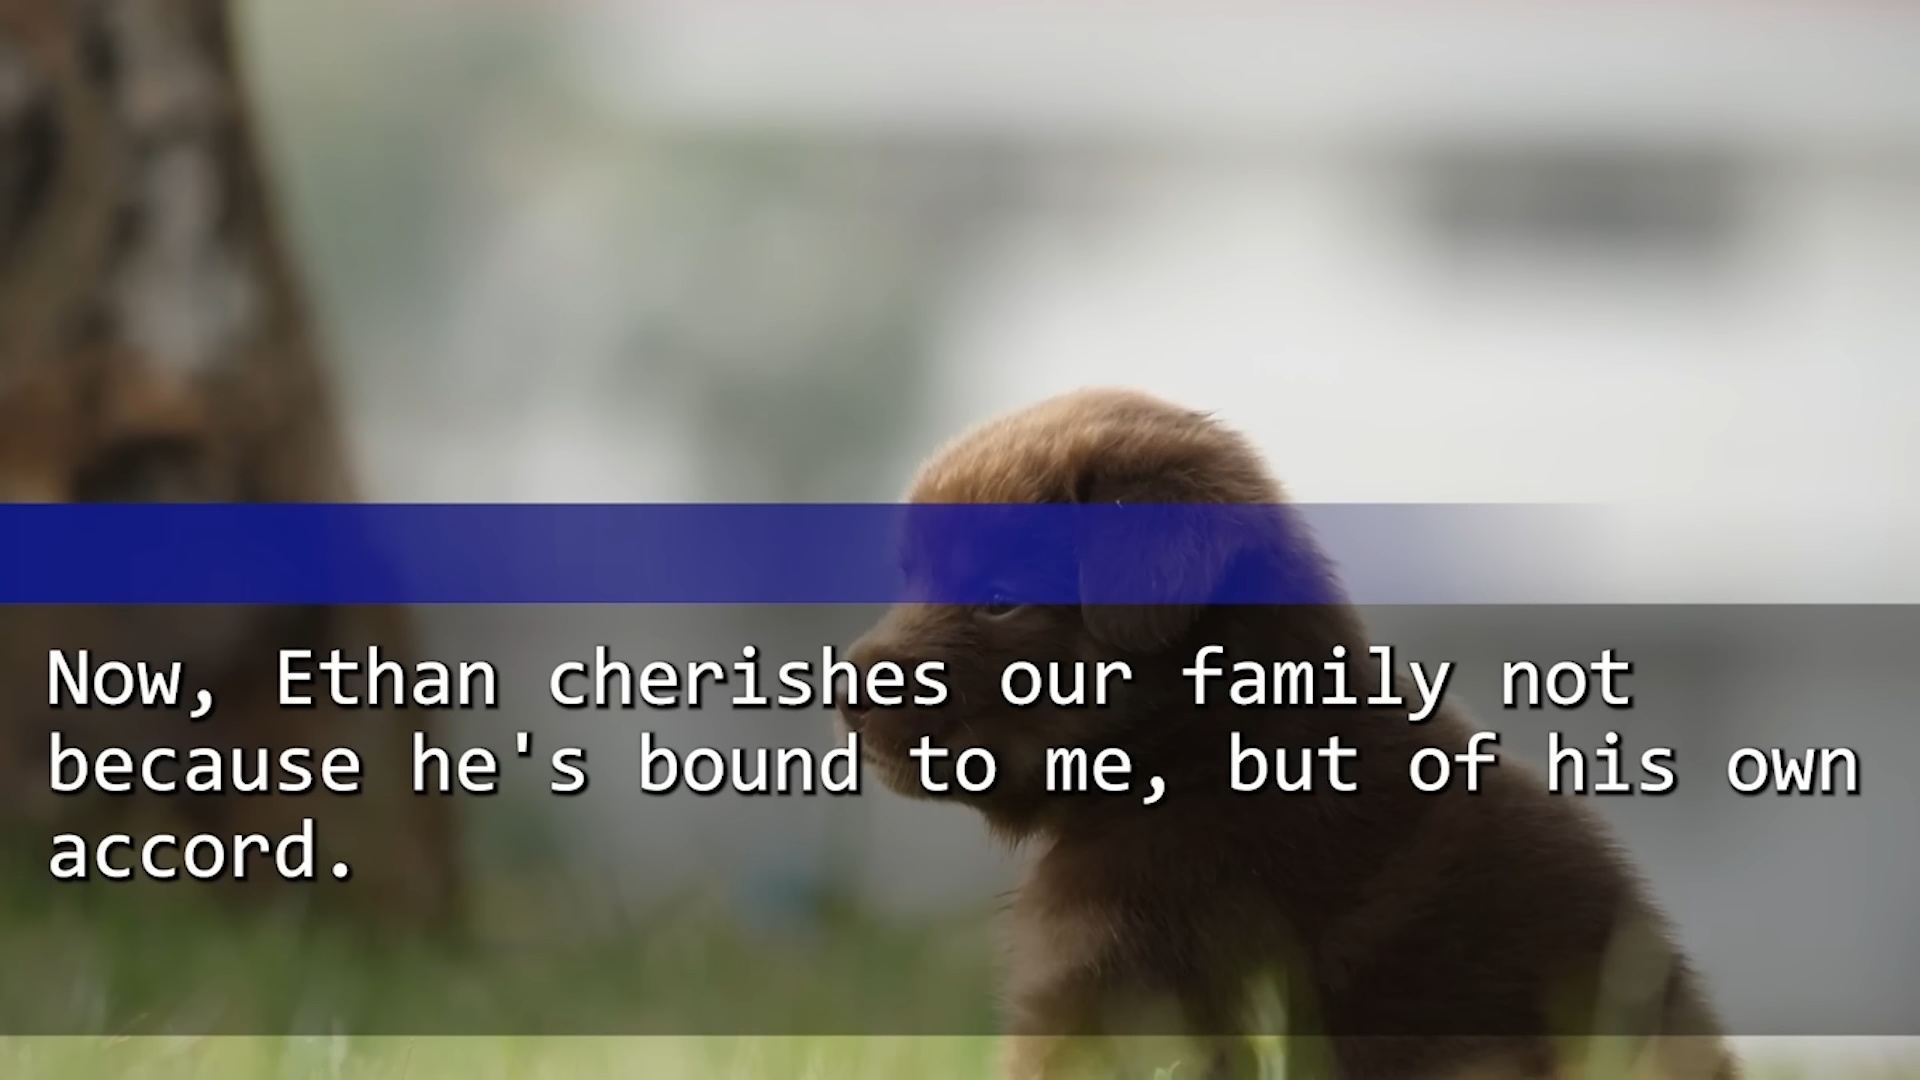 Now, Ethan cherishes our family not
because he's bound to me, but of his own
accord.